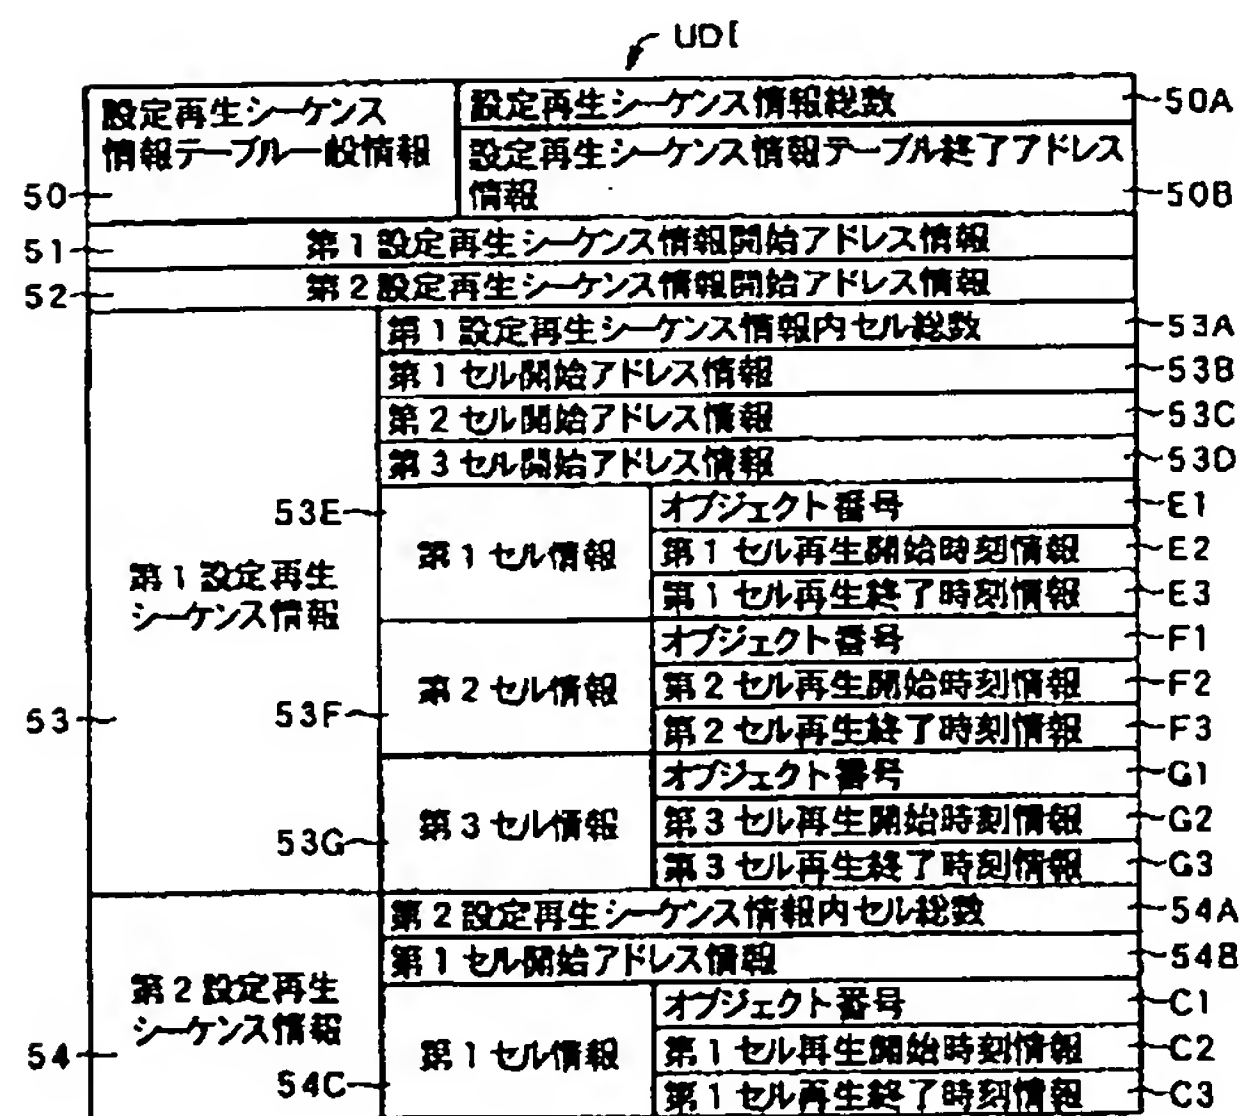 UDI
設定再生シーケンス
情報テーブル一般情報
50
設定再生シーケンス情報総数
50A
設定再生シーケンス情報テーブル終了アドレス
情報
50B
51
第1設定再生シーケンス情報開始アドレス情報
52
第2設定再生シーケンス情報開始アドレス情報
第1設定再生
シーケンス情報
53
第1設定再生シーケンス情報内セル総数
53A
第1セル開始アドレス情報
53B
第2セル開始アドレス情報
53C
第3セル開始アドレス情報
53D
53E
第1セル情報
オブジェクト番号
E1
第1セル再生開始時刻情報
E2
第1セル再生終了時刻情報
E3
第2セル情報
53F
オブジェクト番号
F1
第2セル再生開始時刻情報
F2
第2セル再生終了時刻情報
F3
第3セル情報
53G
オブジェクト番号
G1
第3セル再生開始時刻情報
G2
第3セル再生終了時刻情報
G3
第2設定再生
シーケンス情報
54
第2設定再生シーケンス情報内セル総数
54A
第1セル開始アドレス情報
54B
第1セル情報
54C
オブジェクト番号
C1
第1セル再生開始時刻情報
C2
第1セル再生終了時刻情報
C3